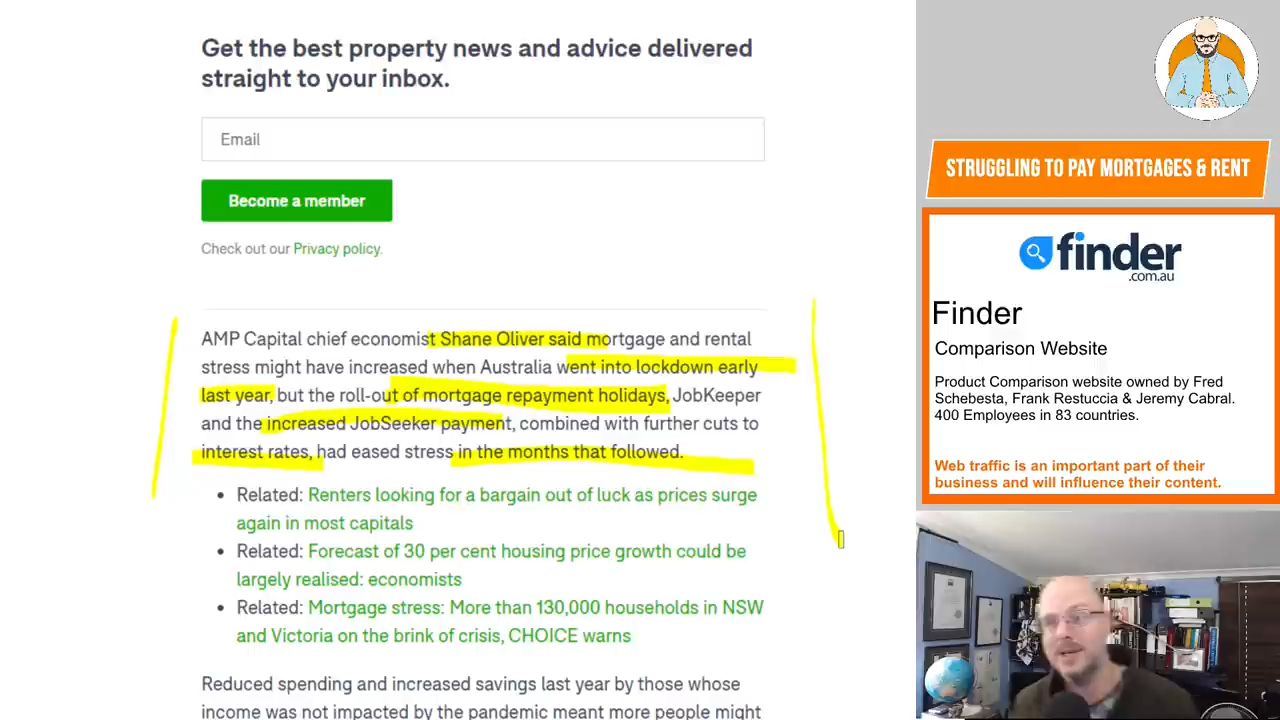 Get the best property news and advice delivered
straight to your inbox.
Email
Become a member
Check out our Privacy policy.
AMP Capital chief economist Shane Oliver said mortgage and rental
stress might have increased when Australia went into lockdown early
last year, but the roll-out of mortgage repayment holidays, JobKeeper
and the increased JobSeeker payment, combined with further cuts to
interest rates, had eased stress in the months that followed.
• Related: Renters looking for a bargain out of luck as prices surge
again in most capitals
• Related: Forecast of 30 per cent housing price growth could be
largely realised: economists
• Related: Mortgage stress: More than 130,000 households in NSW
and Victoria on the brink of crisis, CHOICE warns
Reduced spending and increased savings last year by those whose
income was not impacted by the pandemic meant more people might
STRUGGLING TO PAY MORTGAGES & RENT
finder
.com.au
Finder
Comparison Website
Product Comparison website owned by Fred
Schebesta, Frank Restuccia & Jeremy Cabral.
400 Employees in 83 countries.
Web traffic is an important part of their
business and will influence their content.